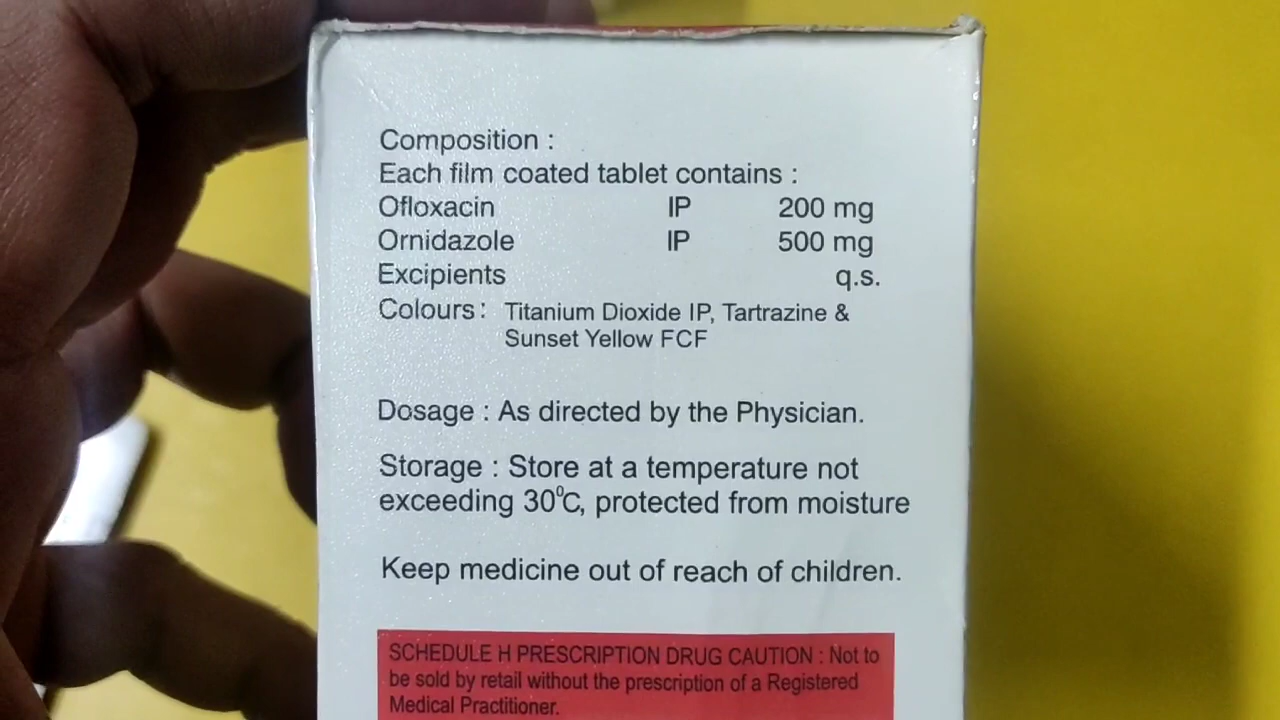 Composition :
Each film coated tablet contains :
Ofloxacin IP 200 mg
Ornidazole IP 500 mg
Excipients q.s.
Colours : Titanium Dioxide IP, Tartrazine &
Sunset Yellow FCF
Dosage : As directed by the Physician.
Storage : Store at a temperature not
exceeding 30⁰C, protected from moisture
Keep medicine out of reach of children.
SCHEDULE H PRESCRIPTION DRUG CAUTION : Not to
be sold by retail without the prescription of a Registered
Medical Practitioner.